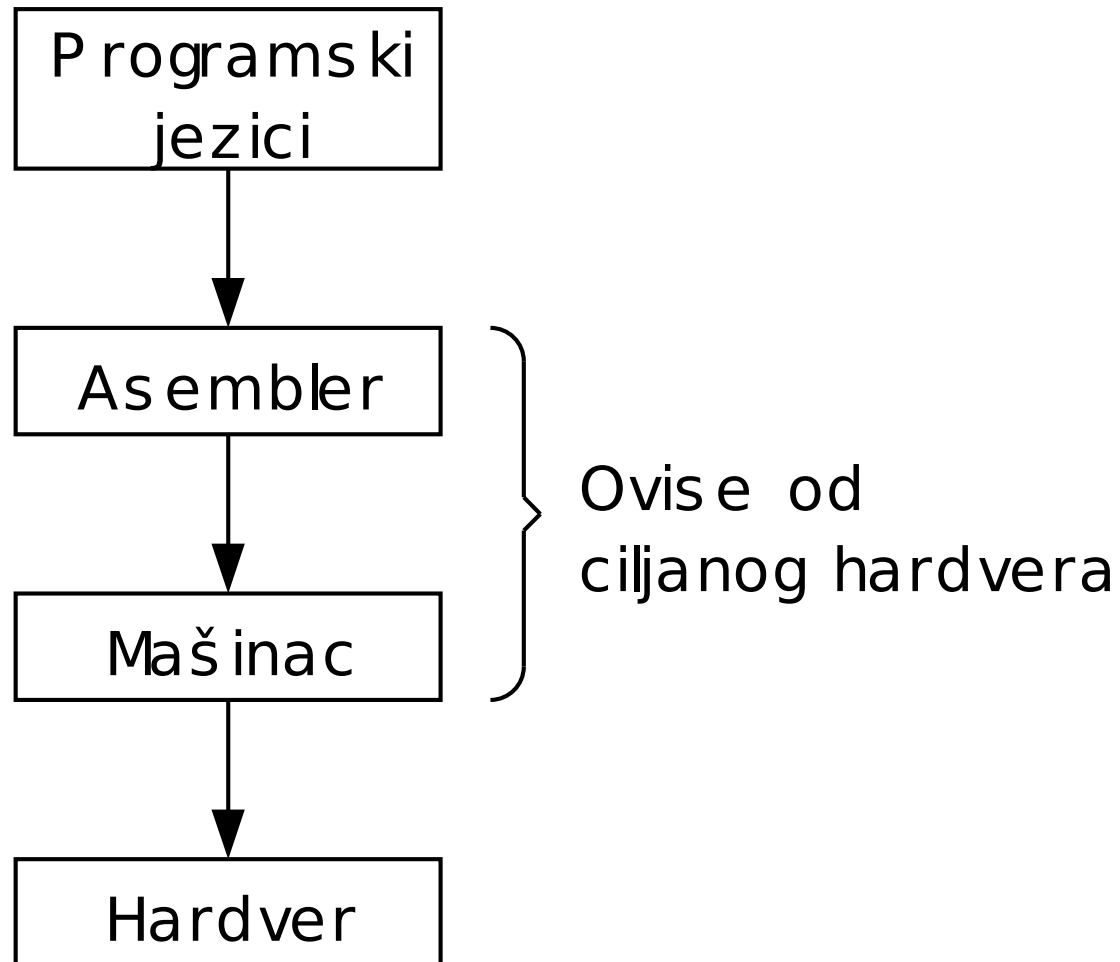 Programski
jezici
Asembler
Ovise od
ciljanog hardvera
Mašinac
Hardver